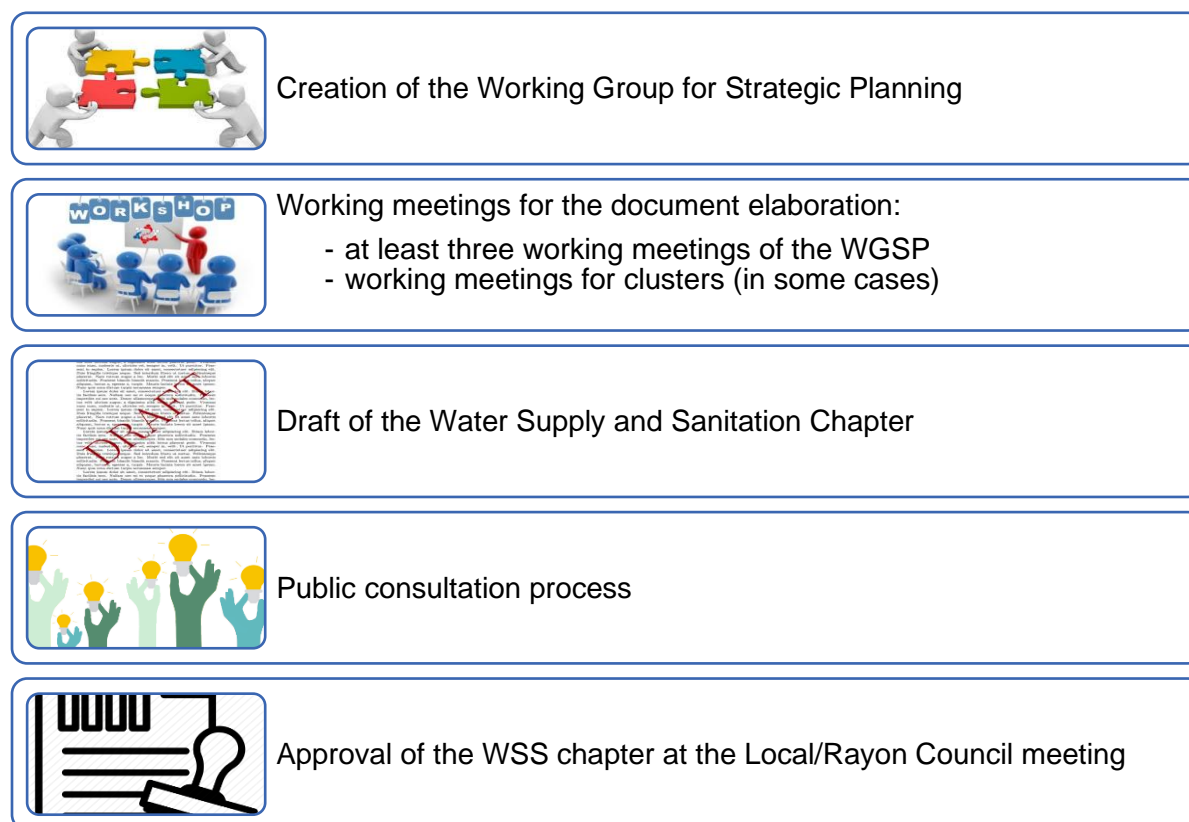 Creation of the Working Group for Strategic Planning
WORKSHOP
Working meetings for the document elaboration:
- at least three working meetings of the WGSP
- working meetings for clusters (in some cases)
DRAFT
Draft of the Water Supply and Sanitation Chapter
Public consultation process
Approval of the WSS chapter at the Local/Rayon Council meeting